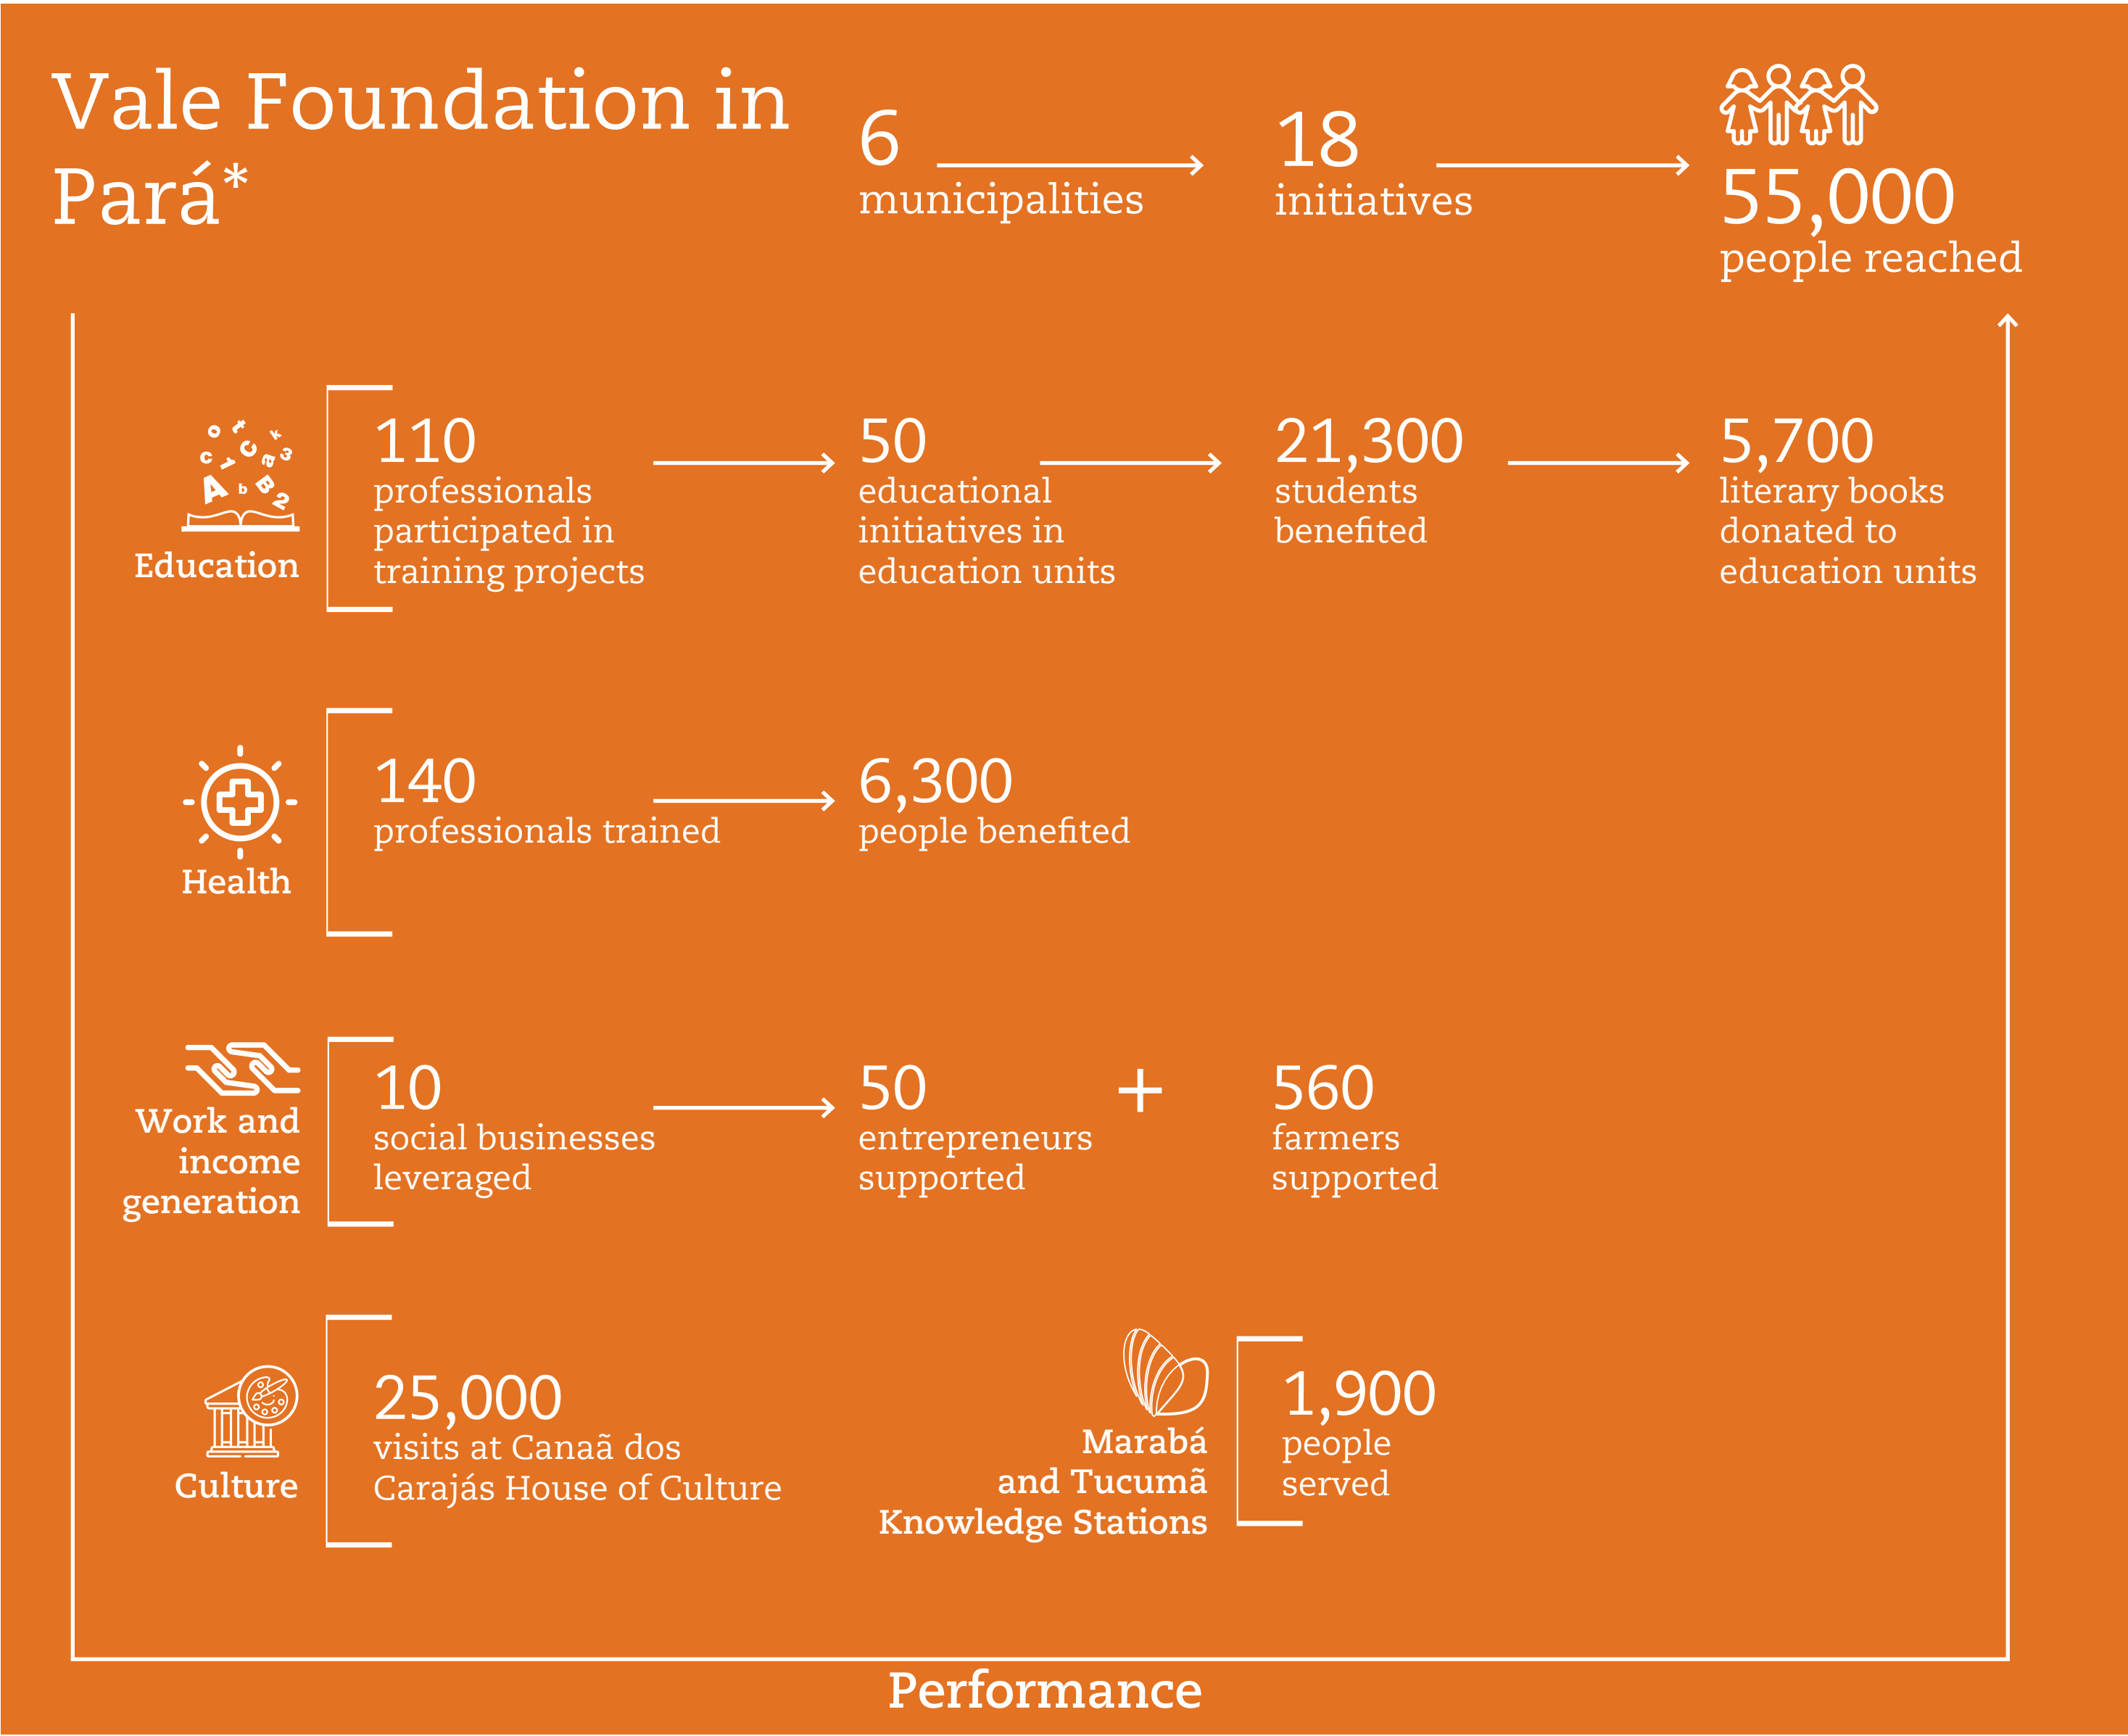 Vale Foundation in
Pará*
6
municipalities
18
initiatives
55,000
people reached
Education
110
professionals
participated in
training projects
50
educational
initiatives in
education units
21,300
students
benefited
5,700
literary books
donated to
education units
Health
140
professionals trained
6,300
people benefited
Work and
income
generation
10
social businesses
leveraged
50
entrepreneurs
supported
+
560
farmers
supported
Culture
25,000
visits at Canaã dos
Carajás House of Culture
Marabá
and Tucumã
Knowledge Stations
1,900
people
served
Performance